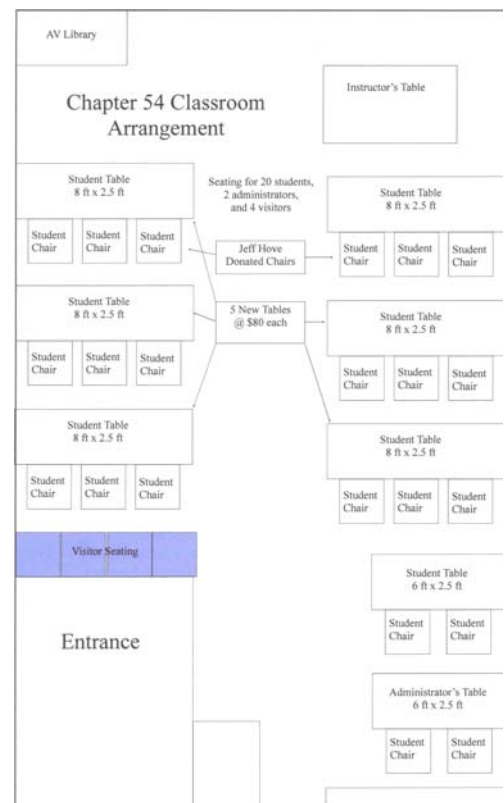 AV Library
Instructor's Table
Chapter 54 Classroom
Arrangement
Student Table
8 ft x 2.5 ft
Student
Chair
Student
Chair
Student
Chair
Seating for 20 students,
2 administrators,
and 4 visitors
Student Table
8 ft x 2.5 ft
Student
Chair
Student
Chair
Student
Chair
Jeff Hove
Donated Chairs
5 New Tables
@ $80 each
Student Table
8 ft x 2.5 ft
Student
Chair
Student
Chair
Student
Chair
Student Table
8 ft x 2.5 ft
Student
Chair
Student
Chair
Student
Chair
Student Table
8 ft x 2.5 ft
Student
Chair
Student
Chair
Student
Chair
Student Table
8 ft x 2.5 ft
Student
Chair
Student
Chair
Student
Chair
Visitor Seating
Entrance
Student Table
6 ft x 2.5 ft
Student
Chair
Student
Chair
Administrator's Table
6 ft x 2.5 ft
Student
Chair
Student
Chair